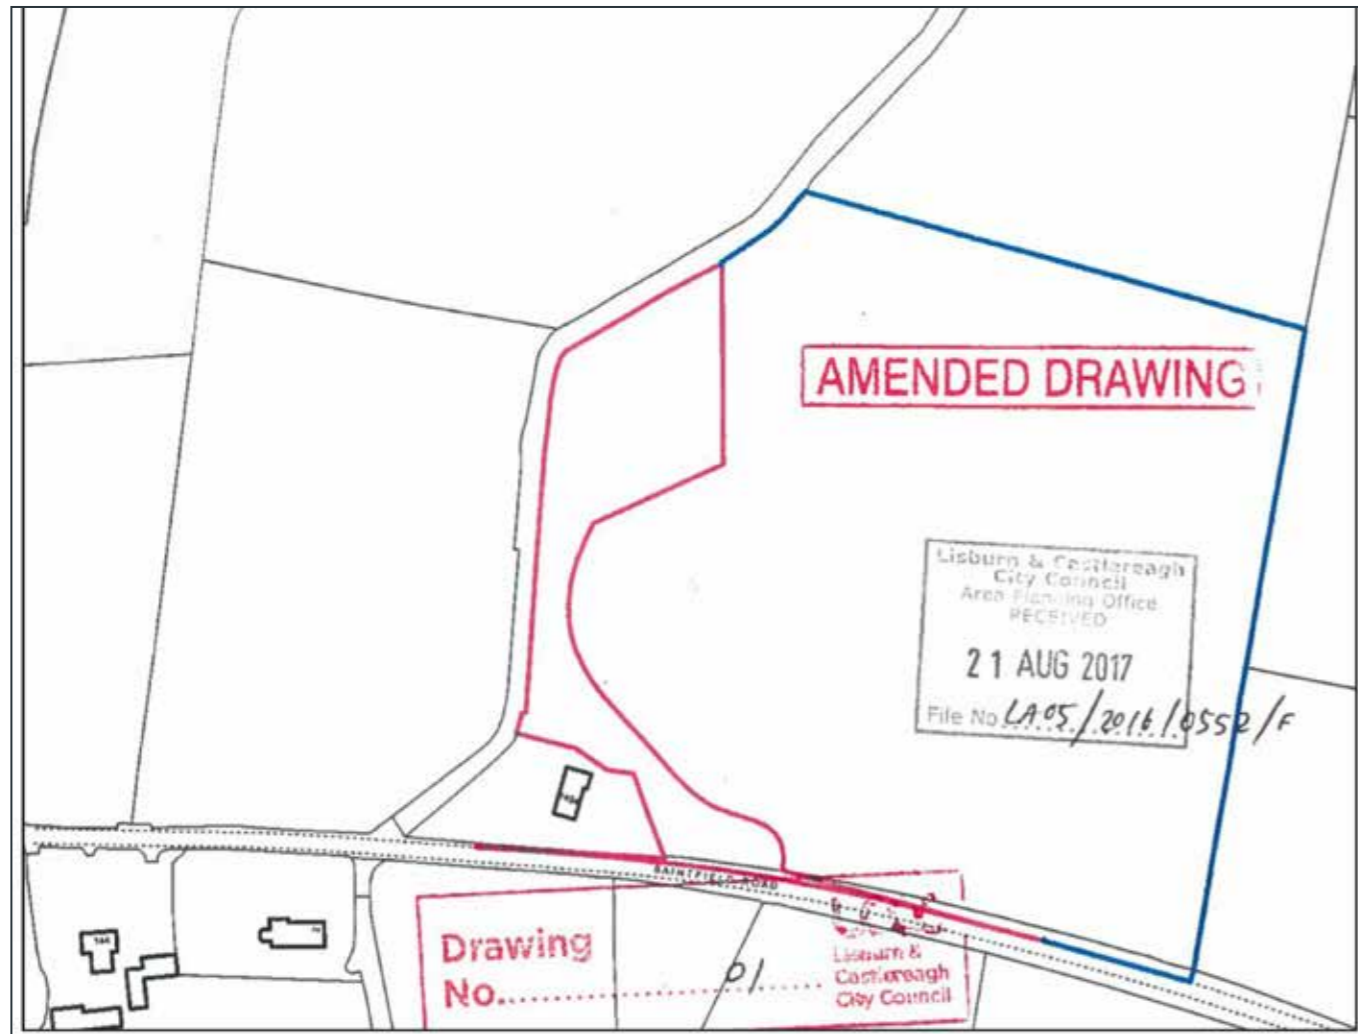 AMENDED DRAWING
Lisburn & Castlereagh
City Council
Area Planning Office
RECEIVED
21 AUG 2017
File No. LA05/2016/0552/F
SAINTFIELD ROAD
Drawing
No. 01
Lisburn &
Castlereagh
City Council